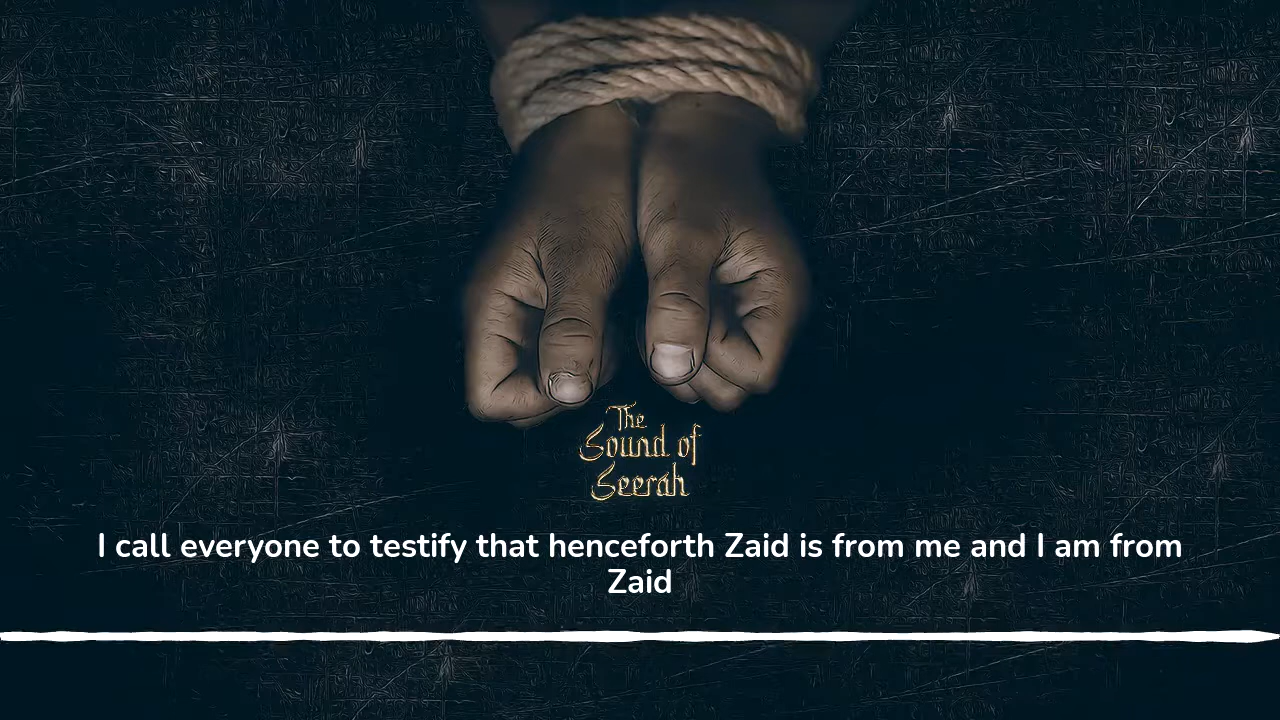 The
Sound of
Seerah
I call everyone to testify that henceforth Zaid is from me and I am from
Zaid